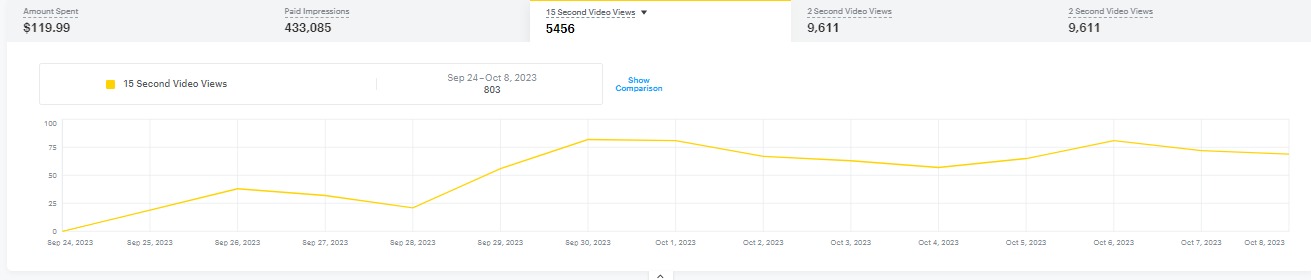 Amount Spent
$119.99
Paid Impressions
433,085
15 Second Video Views
5456
2 Second Video Views
9,611
2 Second Video Views
9,611
15 Second Video Views
Sep 24–Oct 8, 2023
803
Show
Comparison
100
75
50
25
0
Sep 24, 2023
Sep 25, 2023
Sep 26, 2023
Sep 27, 2023
Sep 28, 2023
Sep 29, 2023
Sep 30, 2023
Oct 1, 2023
Oct 2, 2023
Oct 3, 2023
Oct 4, 2023
Oct 5, 2023
Oct 6, 2023
Oct 7, 2023
Oct 8, 2023